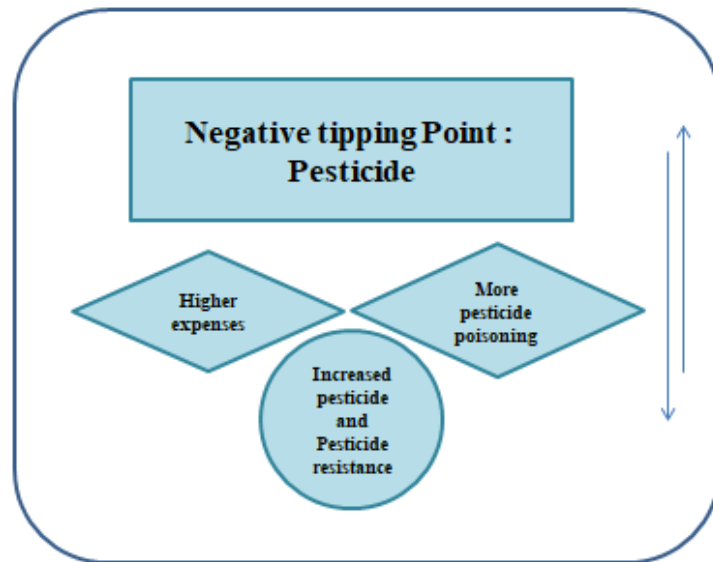 Negative tipping Point :
Pesticide
Higher
expenses
More
pesticide
poisoning
Increased
pesticide
and
Pesticide
resistance